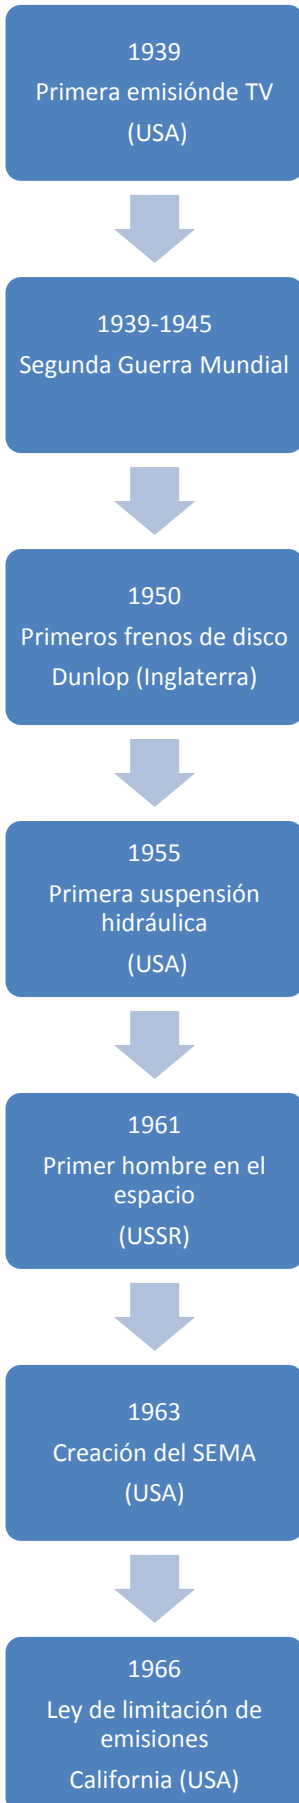 1939
Primera emisiónde TV
(USA)
1939-1945
Segunda Guerra Mundial
1950
Primeros frenos de disco
Dunlop (Inglaterra)
1955
Primera suspensión
hidráulica
(USA)
1961
Primer hombre en el
espacio
(USSR)
1963
Creación del SEMA
(USA)
1966
Ley de limitación de
emisiones
California (USA)